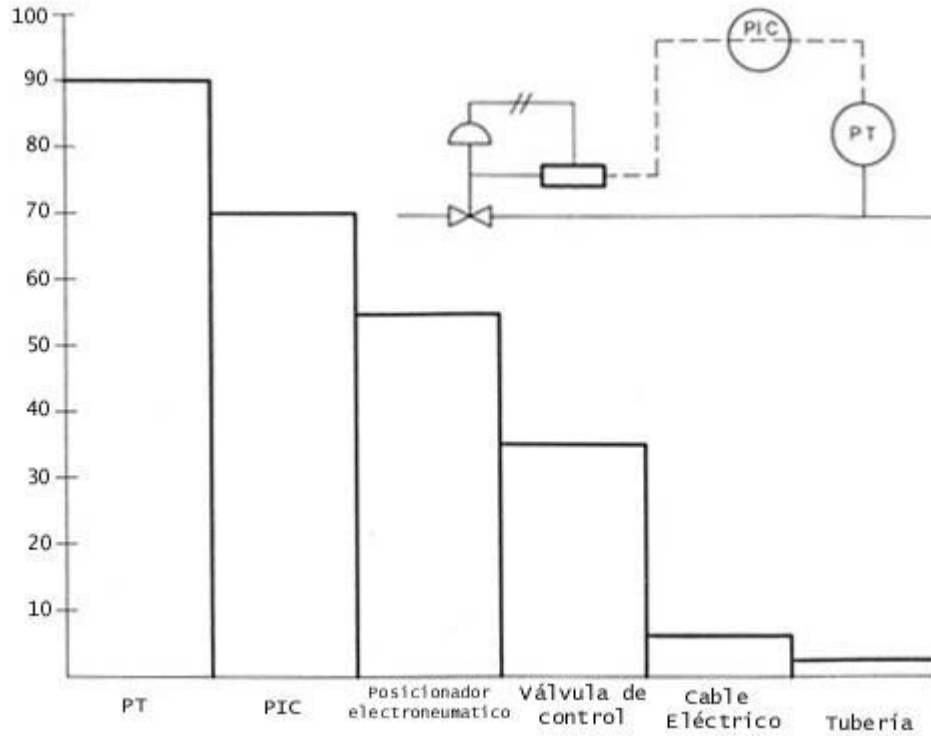 100
90
80
70
60
50
40
30
20
10
PIC
PT
PT
PIC
Posicionador
electroneumatico
Válvula de
control
Cable
Eléctrico
Tubería